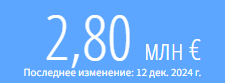 2,80 млн €
Последнее изменение: 12 дек. 2024 г.